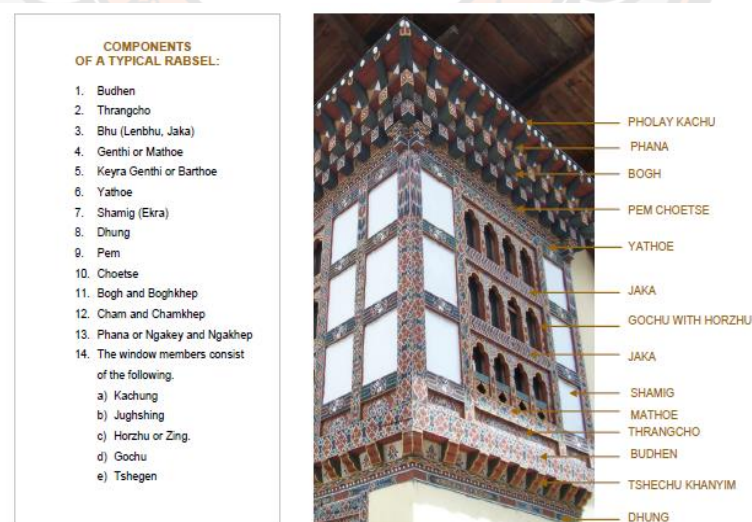 COMPONENTS
OF A TYPICAL RABSEL:
1. Budhen
2. Thrangcho
3. Bhu (Lenbhu, Jaka)
4. Genthi or Mathoe
5. Keyra Genthi or Barthoe
6. Yathoe
7. Shamig (Ekra)
8. Dhung
9. Pem
10. Choetse
11. Bogh and Boghkhep
12. Cham and Chamkhep
13. Phana or Ngakey and Ngakhep
14. The window members consist
of the following.
a) Kachung
b) Jughshing
c) Horzhu or Zing.
d) Gochu
e) Tshegen
PHOLAY KACHU
PHANA
BOGH
PEM CHOETSE
YATHOE
JAKA
GOCHU WITH HORZHU
JAKA
SHAMIG
MATHOE
THRANGCHO
BUDHEN
TSHECHU KHANYIM
DHUNG